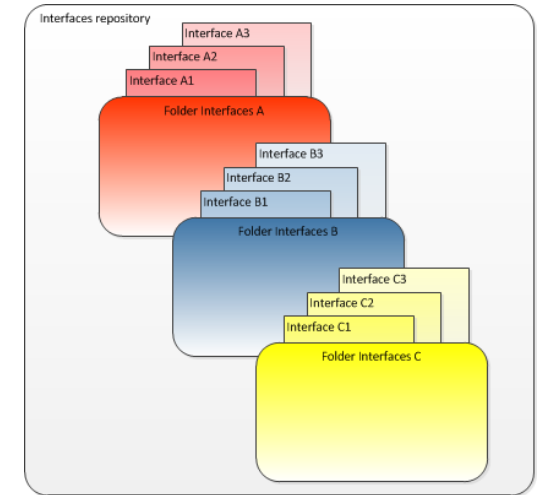 Interfaces repository
Interface A3
Interface A2
Interface A1
Folder Interfaces A
Interface B3
Interface B2
Interface B1
Folder Interfaces B
Interface C3
Interface C2
Interface C1
Folder Interfaces C